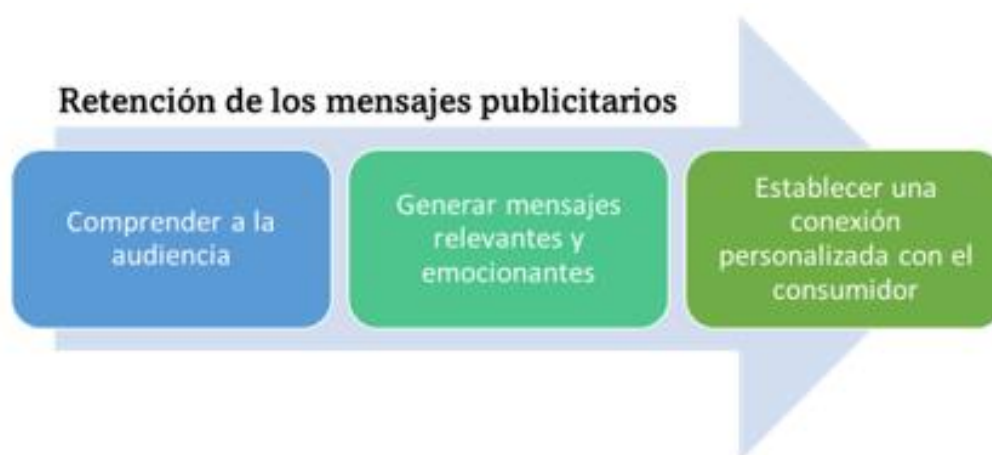 Retención de los mensajes publicitarios
Comprender a la
audiencia
Generar mensajes
relevantes y
emocionantes
Establecer una
conexión
personalizada con el
consumidor